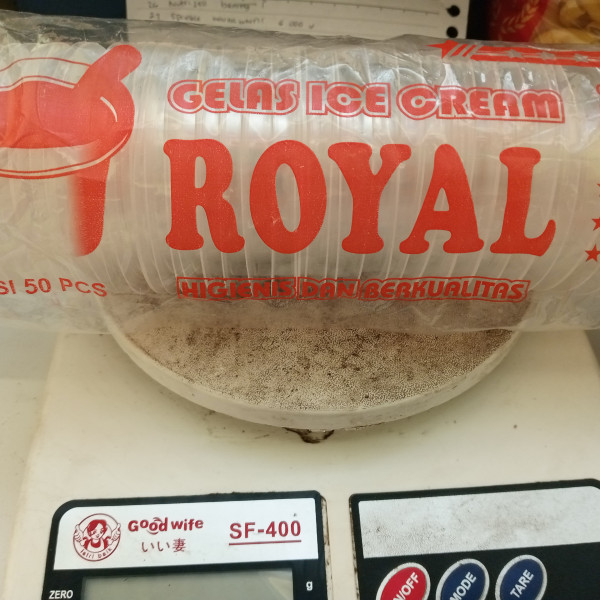 GELAS ICE CREAM
ROYAL
SI 50 PCS
HIGIENIS DAN BERKUALITAS
Good wife
いい妻
SF-400
ZERO
g
ON/OFF
MODE
TARE